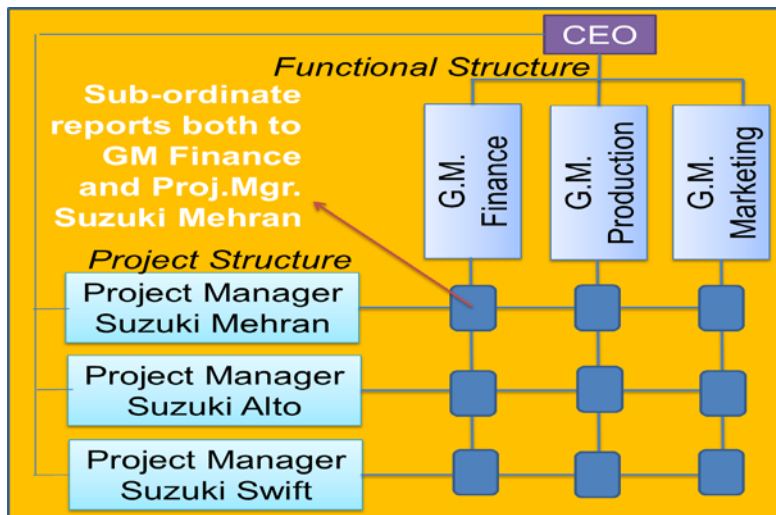 CEO
Functional Structure
Sub-ordinate
reports both to
GM Finance
and Proj.Mgr.
Suzuki Mehran
G.M.
Finance
G.M.
Production
G.M.
Marketing
Project Structure
Project Manager
Suzuki Mehran
Project Manager
Suzuki Alto
Project Manager
Suzuki Swift